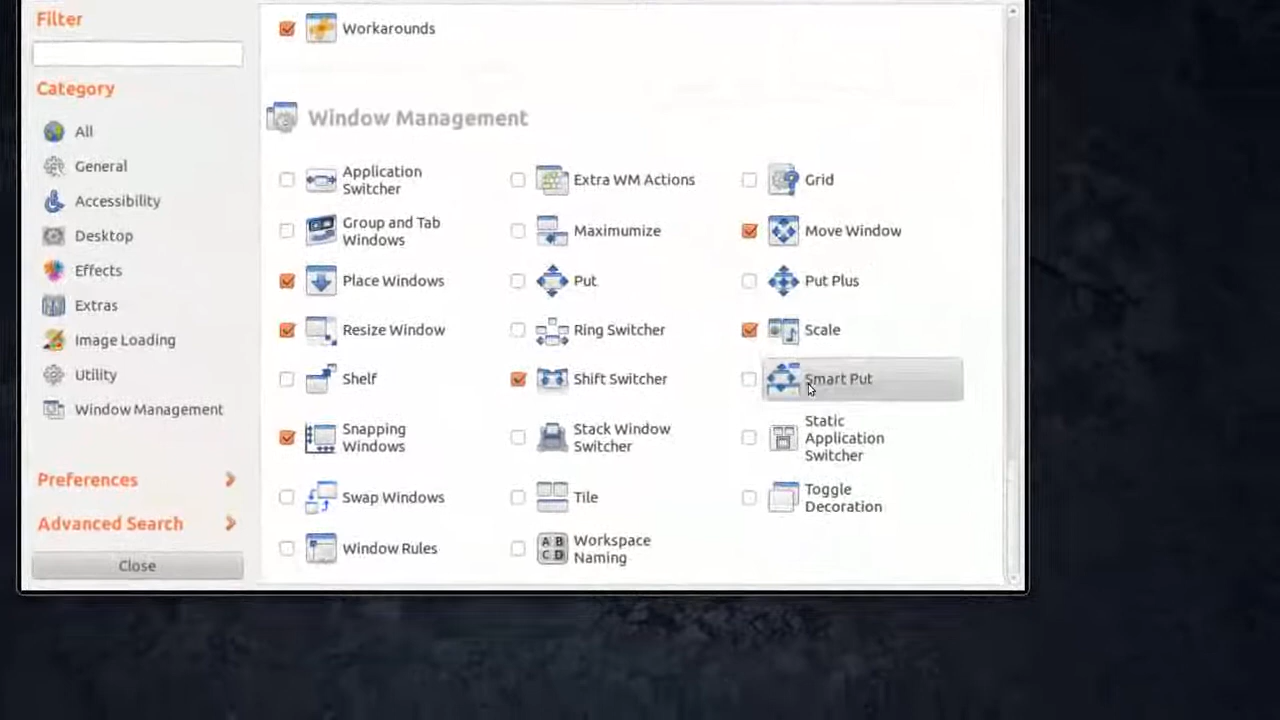 Filter
Category
All
General
Accessibility
Desktop
Effects
Extras
Image Loading
Utility
Window Management
Preferences
Advanced Search
Close
Workarounds
Window Management
Application
Switcher
Extra WM Actions
Grid
Group and Tab
Windows
Maximumize
Move Window
Place Windows
Put
Put Plus
Resize Window
Ring Switcher
Scale
Shelf
Shift Switcher
Smart Put
Snapping
Windows
Stack Window
Switcher
Static
Application
Switcher
Swap Windows
Tile
Toggle
Decoration
Window Rules
A B
C D
Workspace
Naming